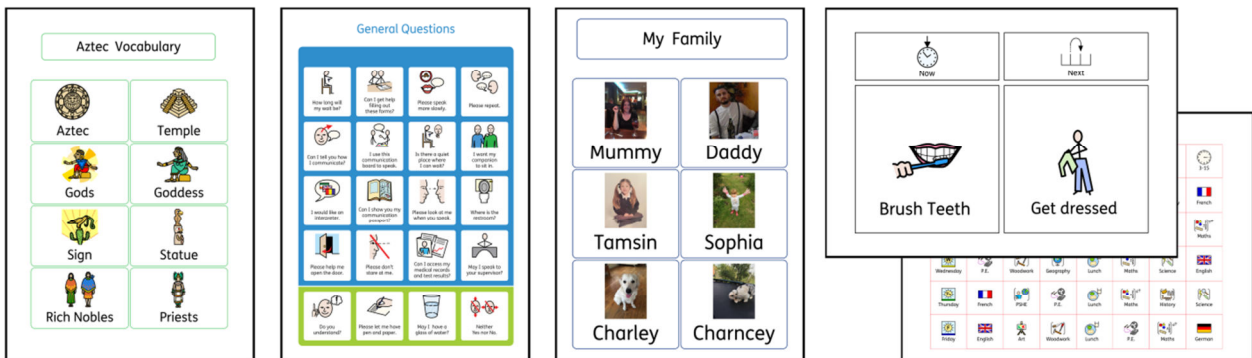 Aztec Vocabulary
Aztec
Temple
Gods
Goddess
Sign
Statue
Rich Nobles
Priests
General Questions
How long will
my wait be?
Can I get help
filling out
these forms?
Please speak
more slowly.
Please repeat.
Can I tell you how
I communicate?
I use this
communication
board to speak.
Is there a quiet
place where
I can wait?
I want my
companion
to sit in.
I would like an
interpreter.
Can I show you my
communication
passport?
Please look at me
when you speak.
Where is the
restroom?
Please help me
open the door.
Please don't
stare at me.
Can I access my
medical records
and test results?
May I speak to
your supervisor?
Do you
understand?
Please let me have
pen and paper.
May I have a
glass of water?
Neither
Yes nor No.
My Family
Mummy
Daddy
Tamsin
Sophia
Charley
Charncey
Now
Next
Brush Teeth
Get dressed
3-15
French
Maths
Wednesday
P.E.
Woodwork
Geography
Lunch
Maths
Science
English
Thursday
French
PSHE
P.E.
Lunch
Maths
History
Science
Friday
English
Art
Woodwork
Lunch
P.E.
Maths
German